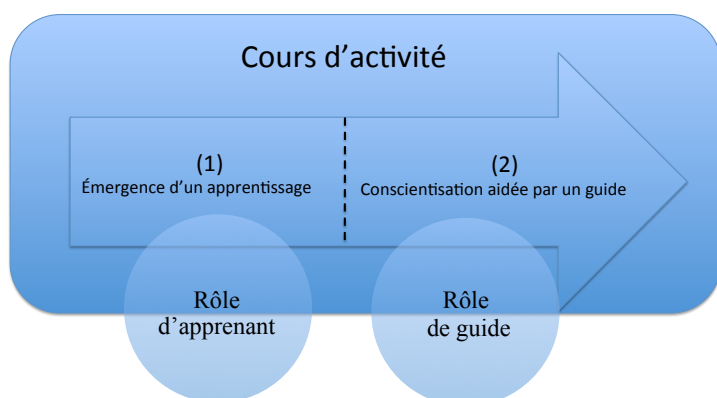 Cours d’activité
(1)
Émergence d’un apprentissage
(2)
Conscientisation aidée par un guide
Rôle
d’apprenant
Rôle
de guide